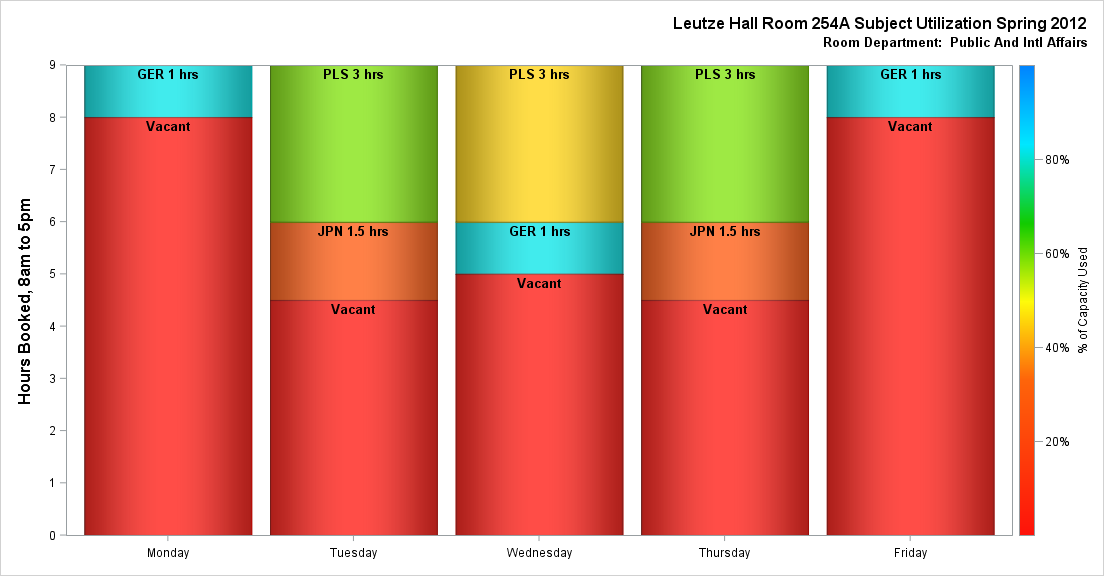 Leutze Hall Room 254A Subject Utilization Spring 2012
Room Department:  Public And Intl Affairs
Hours Booked, 8am to 5pm
9
8
7
6
5
4
3
2
1
0
GER 1 hrs
Vacant
PLS 3 hrs
JPN 1.5 hrs
Vacant
PLS 3 hrs
GER 1 hrs
Vacant
PLS 3 hrs
JPN 1.5 hrs
Vacant
GER 1 hrs
Vacant
Monday
Tuesday
Wednesday
Thursday
Friday
80%
60%
40%
20%
% of Capacity Used